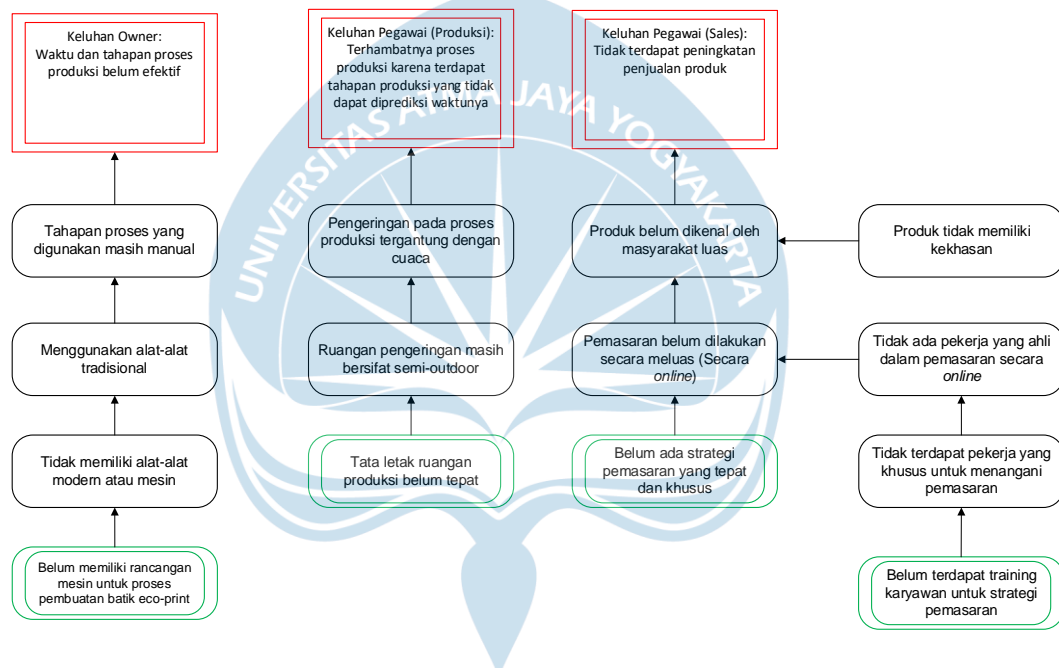 Keluhan Owner:
Waktu dan tahapan proses
produksi belum efektif
Keluhan Pegawai (Produksi):
Terhambatnya proses
produksi karena terdapat
tahapan produksi yang tidak
dapat diprediksi waktunya
Keluhan Pegawai (Sales):
Tidak terdapat peningkatan
penjualan produk
UNIVERSITAS ATMA JAYA YOGYAKARTA
Tahapan proses yang
digunakan masih manual
Pengeringan pada proses
produksi tergantung dengan
cuaca
Produk belum dikenal oleh
masyarakat luas
Produk tidak memiliki
kekhasan
Menggunakan alat-alat
tradisional
Ruangan pengeringan masih
bersifat semi-outdoor
Pemasaran belum dilakukan
secara meluas (Secara
online)
Tidak ada pekerja yang ahli
dalam pemasaran secara
online
Tidak memiliki alat-alat
modern atau mesin
Tata letak ruangan
produksi belum tepat
Belum ada strategi
pemasaran yang tepat
dan khusus
Tidak terdapat pekerja yang
khusus untuk menangani
pemasaran
Belum memiliki rancangan
mesin untuk proses
pembuatan batik eco-print
Belum terdapat training
karyawan untuk strategi
pemasaran